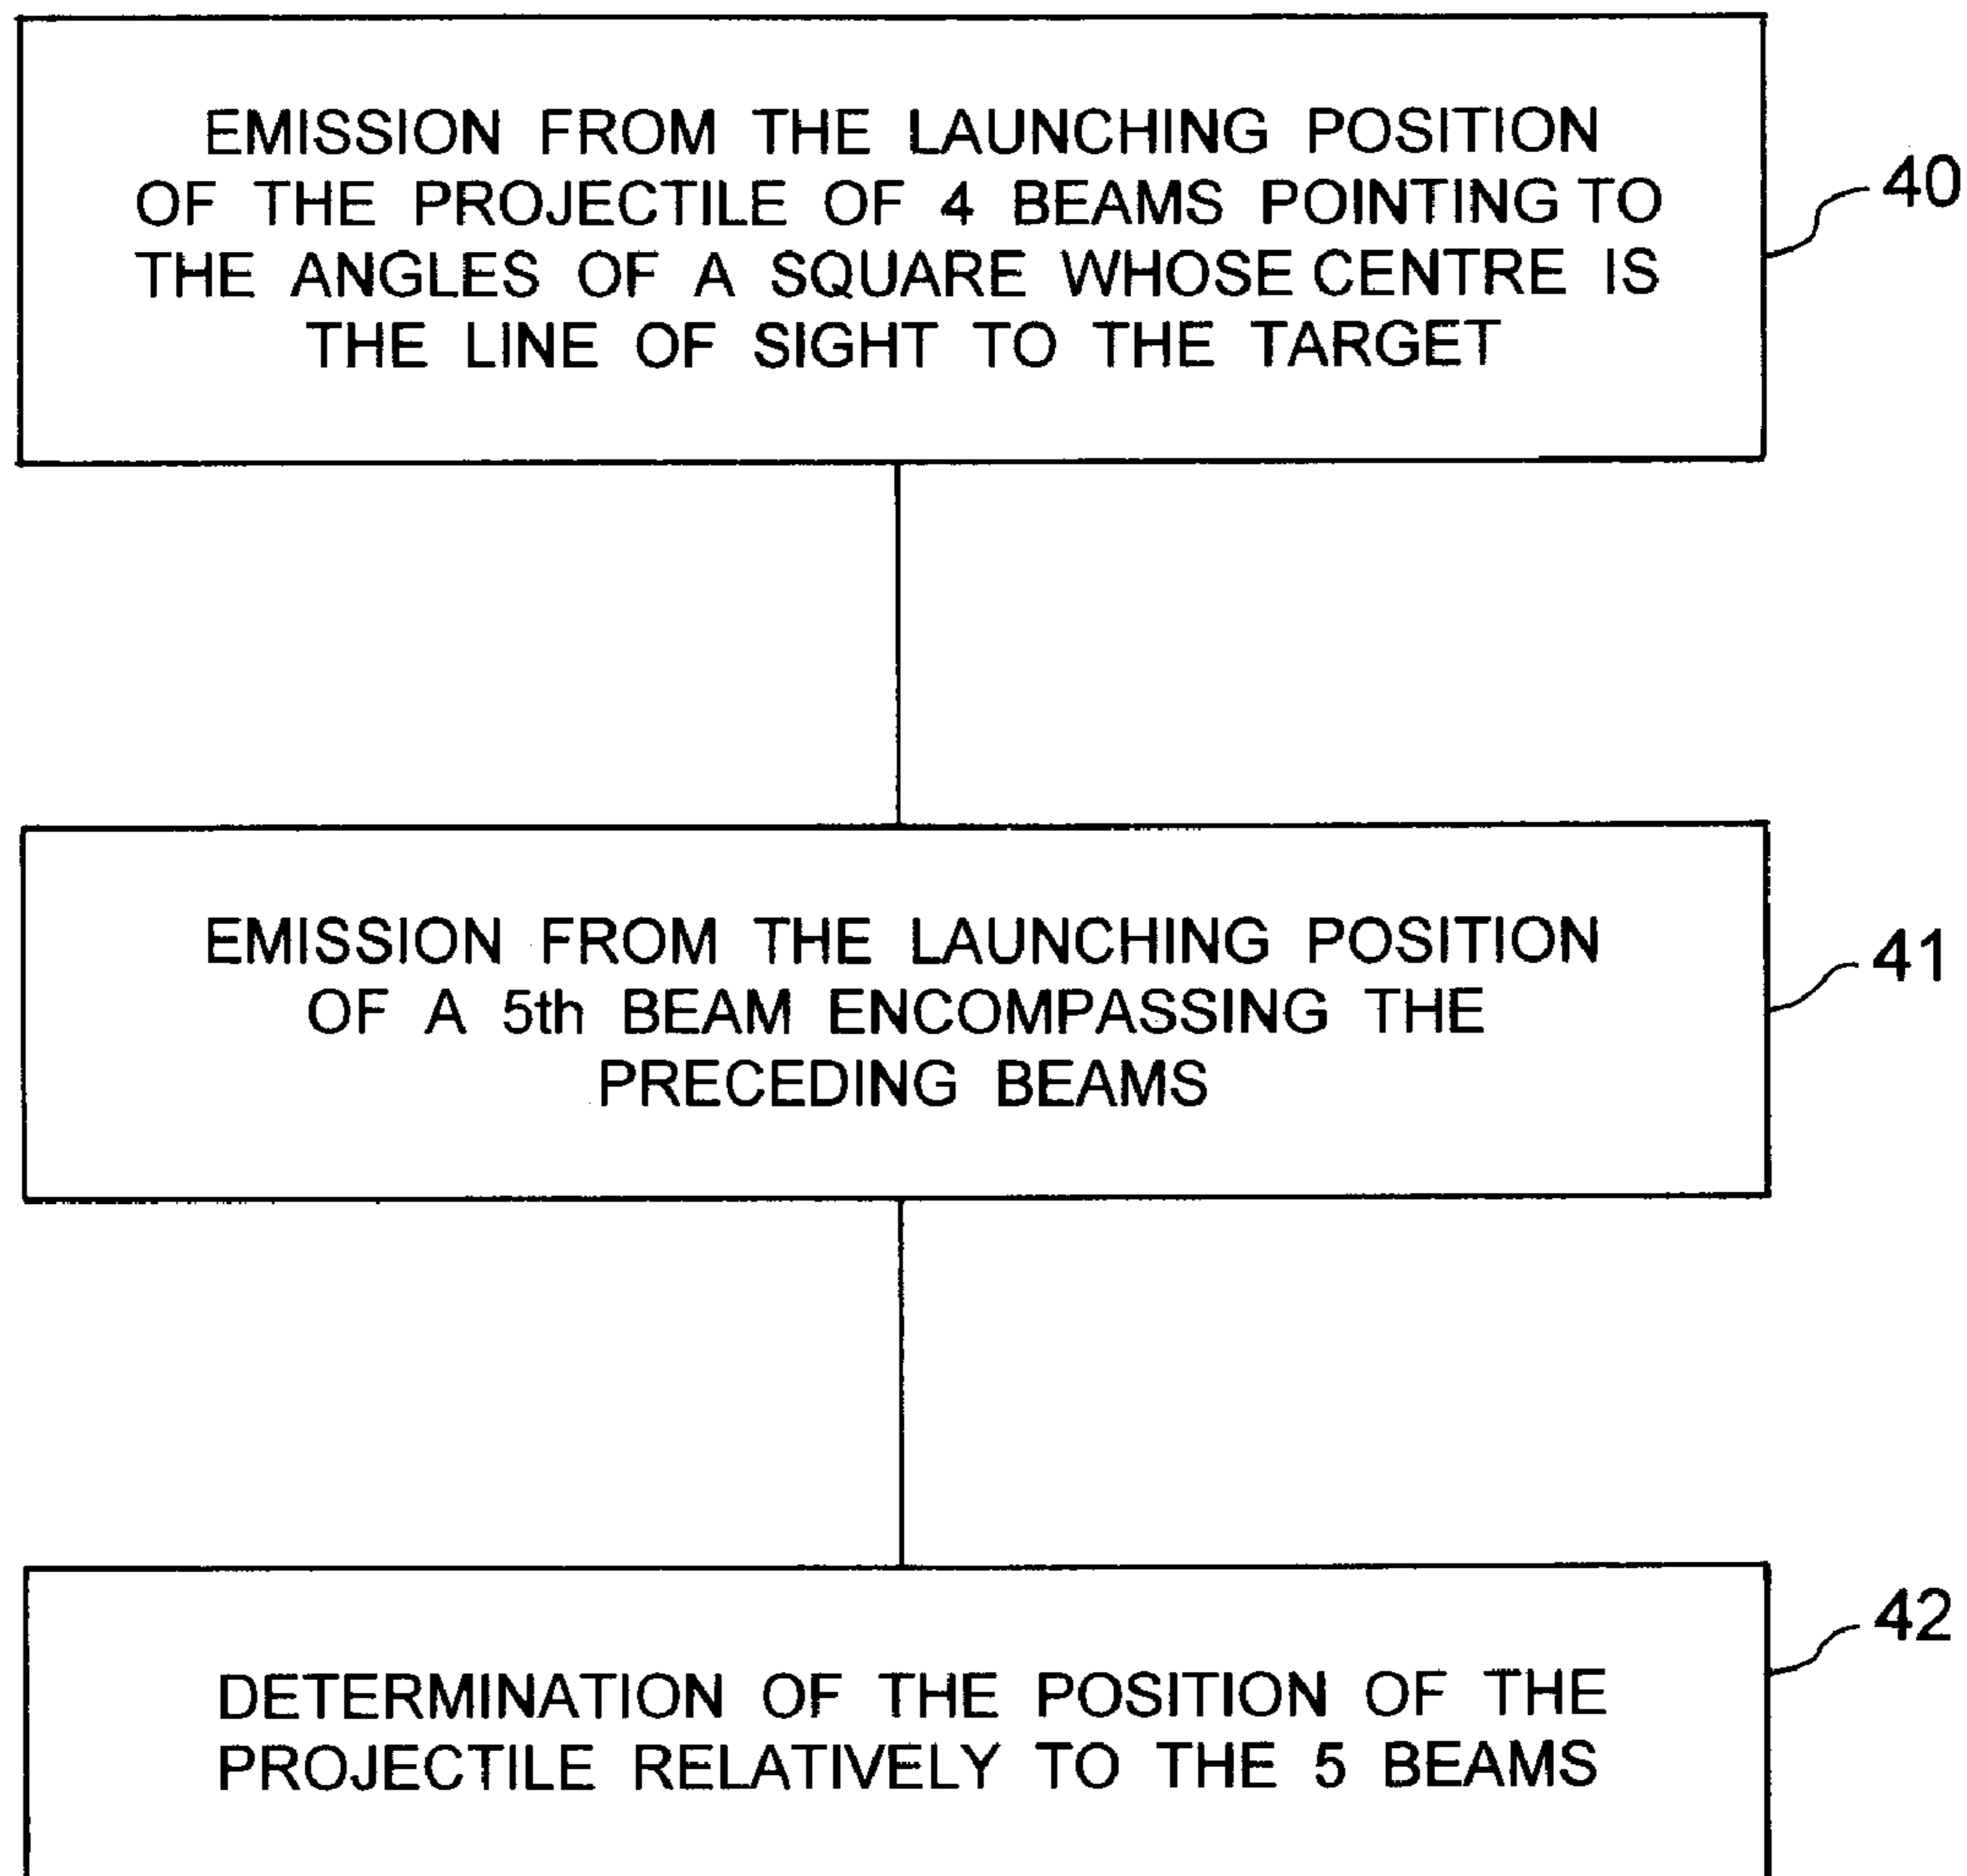 EMISSION FROM THE LAUNCHING POSITION
OF THE PROJECTILE OF 4 BEAMS POINTING TO
THE ANGLES OF A SQUARE WHOSE CENTRE IS
THE LINE OF SIGHT TO THE TARGET
40
EMISSION FROM THE LAUNCHING POSITION
OF A 5th BEAM ENCOMPASSING THE
PRECEDING BEAMS
41
DETERMINATION OF THE POSITION OF THE
PROJECTILE RELATIVELY TO THE 5 BEAMS
42